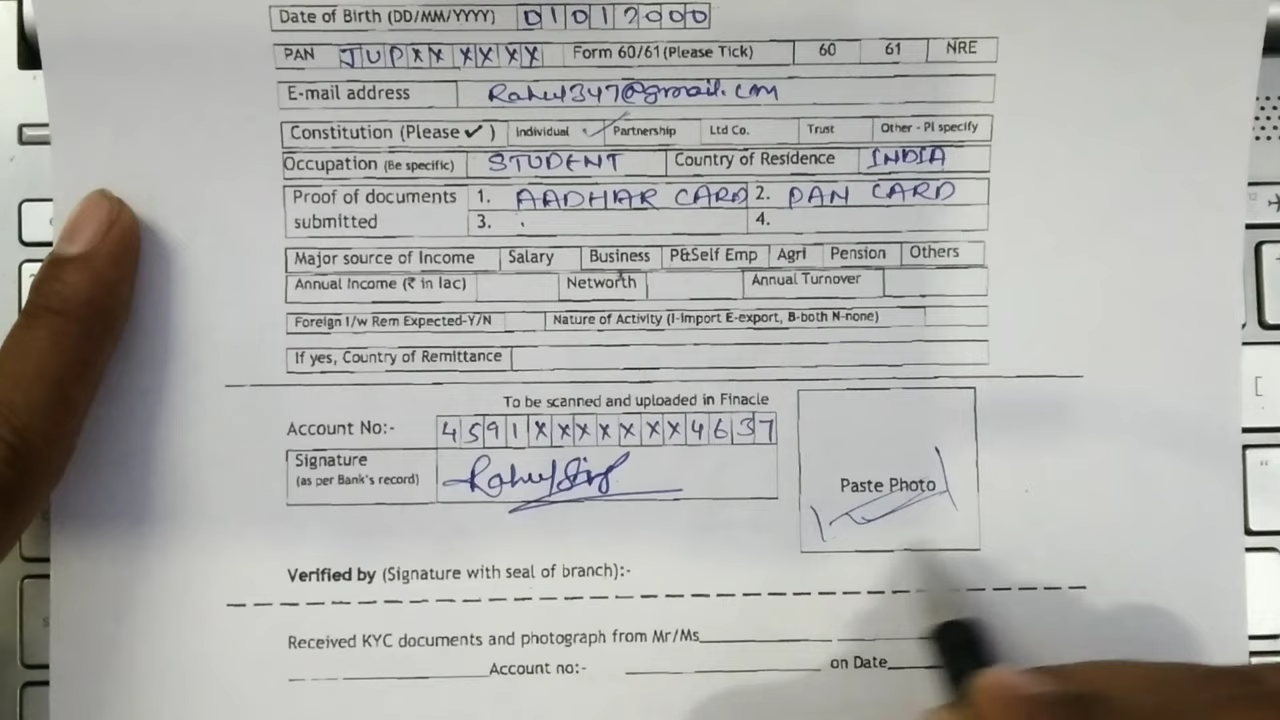 Date of Birth (DD/MM/YYYY) 01012000
PAN JUPXXXXXXX Form 60/61(Please Tick) 60 61 NRE
E-mail address Rahul347@gmail.com
Constitution (Please ✔ ) Individual ✓ Partnership Ltd Co. Trust Other - Pl specify
Occupation (Be specific) STUDENT Country of Residence INDIA
Proof of documents 1. AADHAR CARD 2. PAN CARD
submitted 3. . 4.
Major source of Income Salary Business P&Self Emp Agri Pension Others
Annual Income (₹ in lac) Networth Annual Turnover
Foreign I/w Rem Expected-Y/N Nature of Activity (I-Import E-export, B-both N-none)
If yes, Country of Remittance
To be scanned and uploaded in Finacle
Account No:- 4591XXXXXXX4637
Signature
(as per Bank's record) Rahul Sing
Paste Photo
Verified by (Signature with seal of branch):-
Received KYC documents and photograph from Mr/Ms
Account no:- on Date